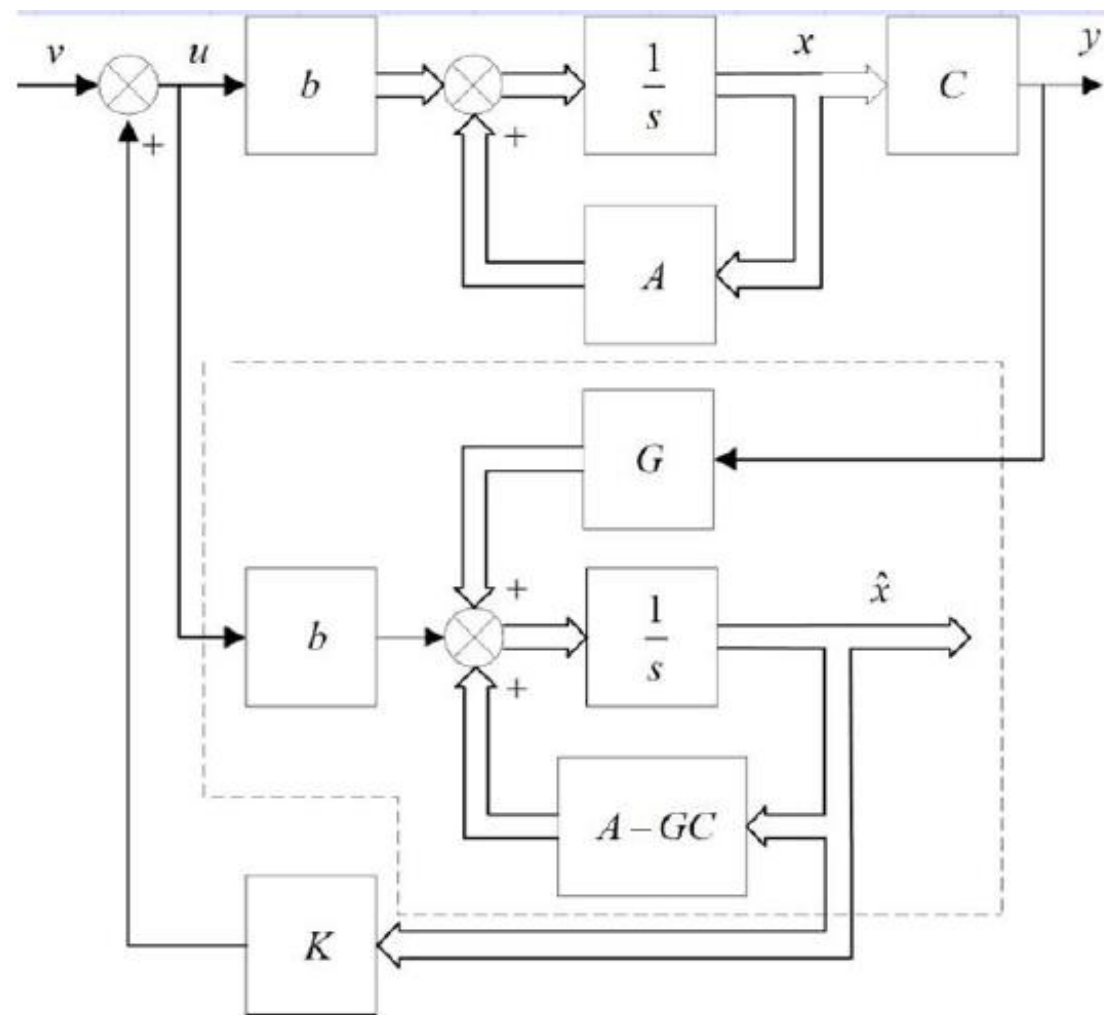 v u b 1/s x C y
+ +
A
G
+
b 1/s x̂
+
A – GC
K